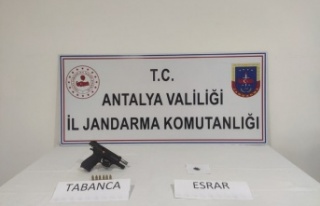 T.C.
ANTALYA VALİLİĞİ
İL JANDARMA KOMUTANLIĞI
TABANCA
ESRAR